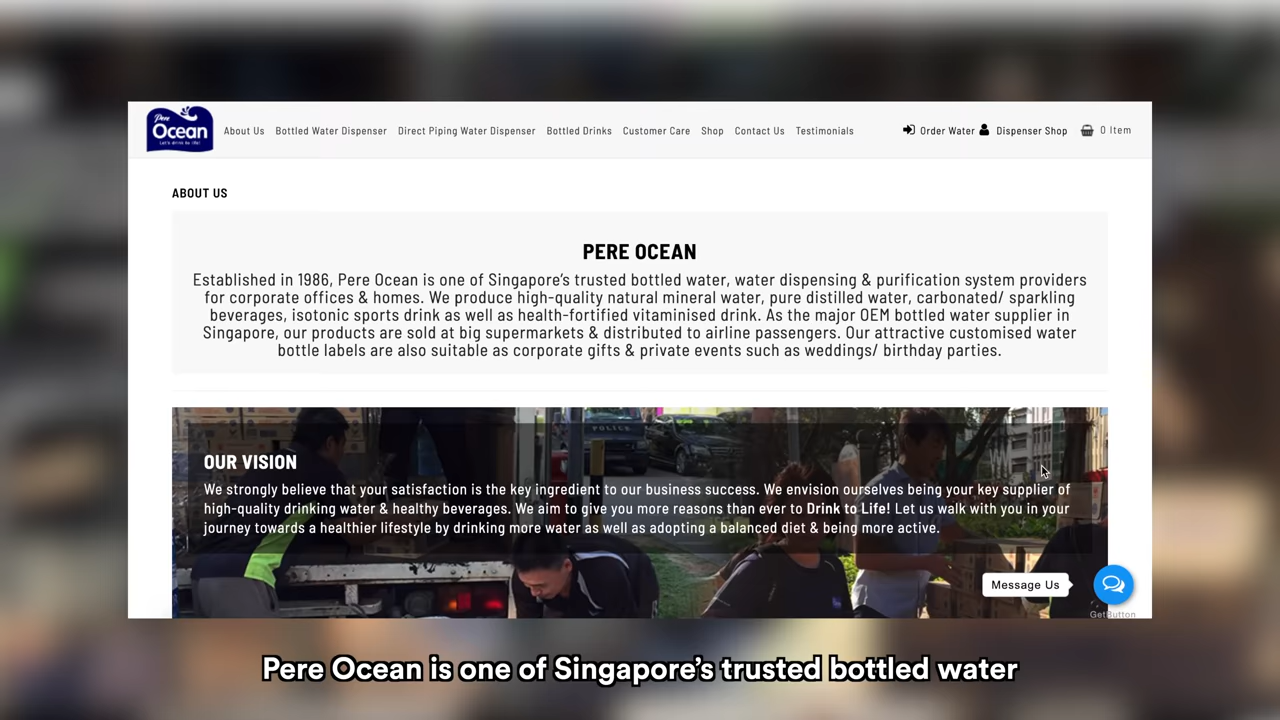 Pere
Ocean
Let's drink to life!
About Us
Bottled Water Dispenser
Direct Piping Water Dispenser
Bottled Drinks
Customer Care
Shop
Contact Us
Testimonials
Order Water
Dispenser Shop
0 Item
ABOUT US
PERE OCEAN
Established in 1986, Pere Ocean is one of Singapore's trusted bottled water, water dispensing & purification system providers
for corporate offices & homes. We produce high-quality natural mineral water, pure distilled water, carbonated/ sparkling
beverages, isotonic sports drink as well as health-fortified vitaminised drink. As the major OEM bottled water supplier in
Singapore, our products are sold at big supermarkets & distributed to airline passengers. Our attractive customised water
bottle labels are also suitable as corporate gifts & private events such as weddings/ birthday parties.
POLICE
OUR VISION
We strongly believe that your satisfaction is the key ingredient to our business success. We envision ourselves being your key supplier of
high-quality drinking water & healthy beverages. We aim to give you more reasons than ever to Drink to Life! Let us walk with you in your
journey towards a healthier lifestyle by drinking more water as well as adopting a balanced diet & being more active.
Message Us
GetButton
Pere Ocean is one of Singapore's trusted bottled water